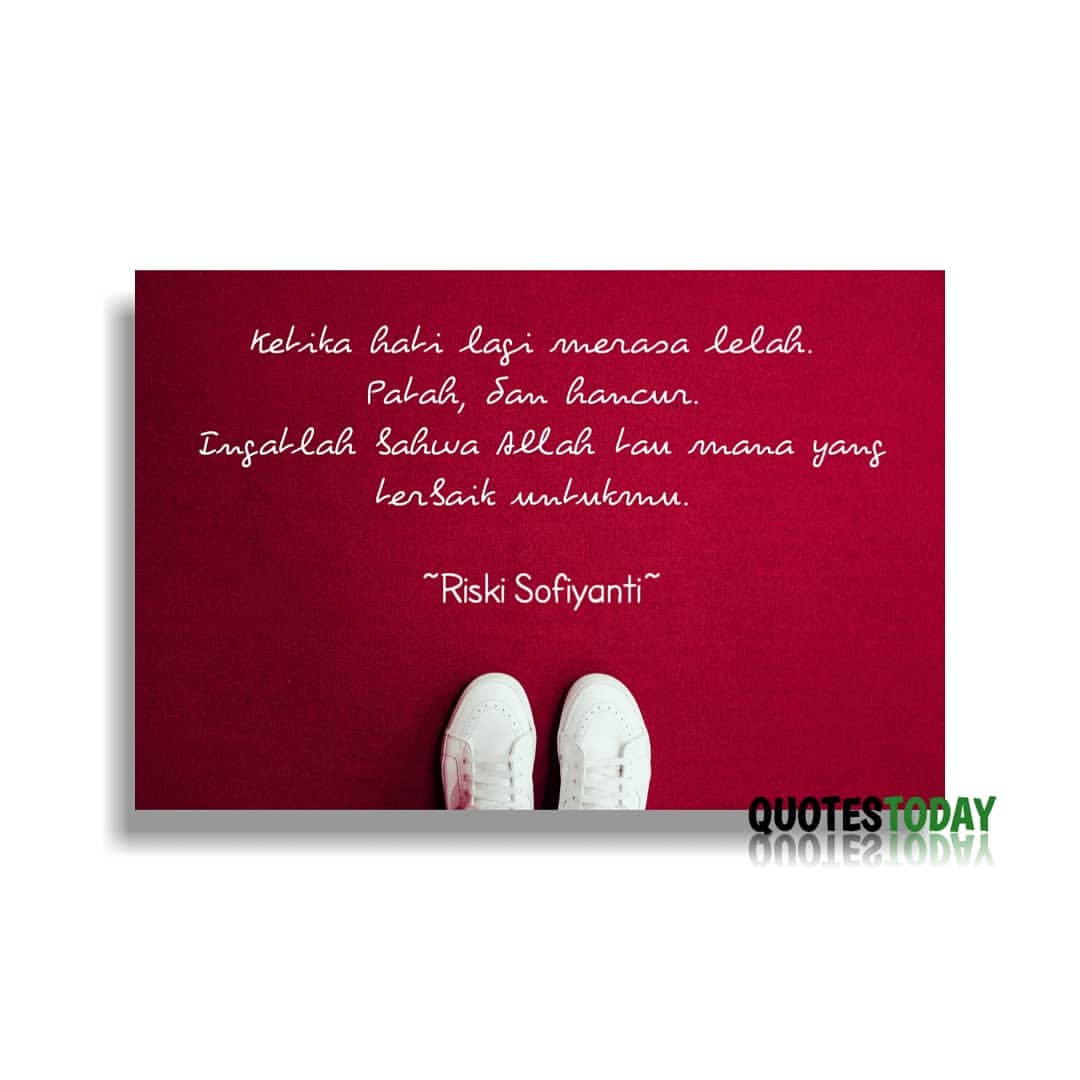 Ketika hati lagi merasa lelah.
Patah, dan hancur.
Ingatlah bahwa Allah tau mana yang
terbaik untukmu.
~Riski Sofiyanti~
QUOTESTODAY